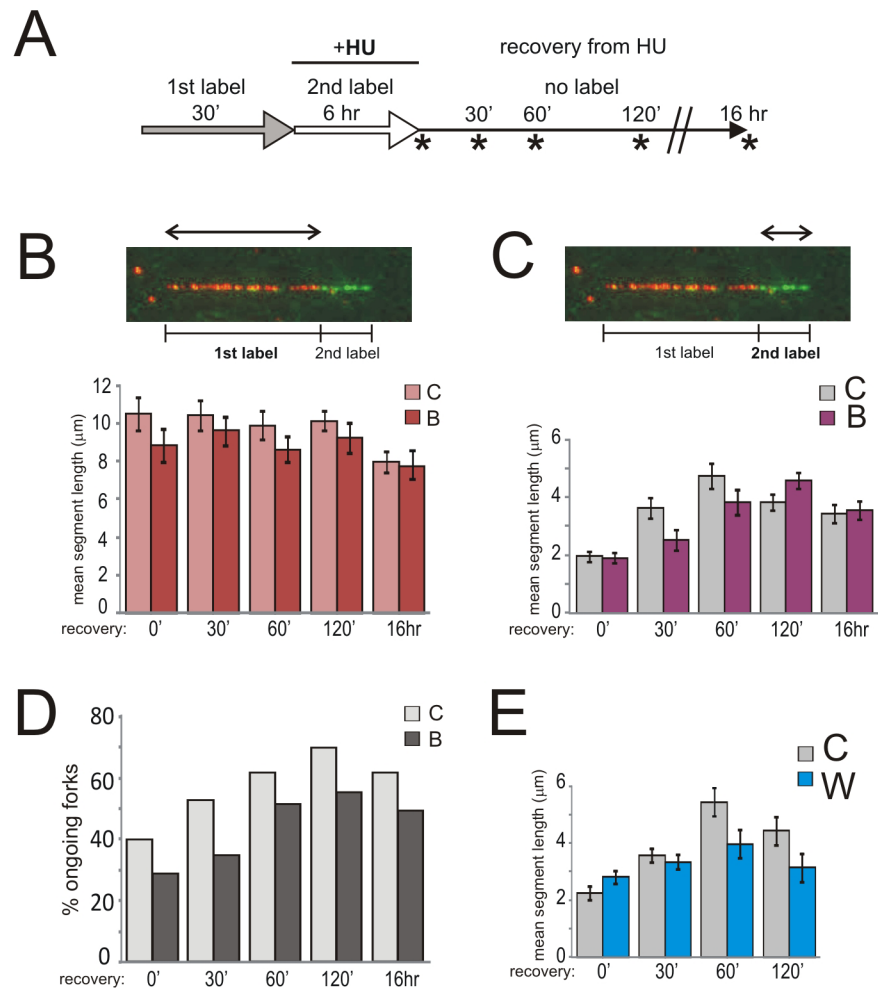 A
+HU
recovery from HU
1st label
2nd label
no label
30'
6 hr
30'
60'
120'
16 hr
* * * * *
B
1st label
2nd label
C
1st label
2nd label
mean segment length (µm)
12
10
8
6
4
2
0
C
B
recovery:
0'
30'
60'
120'
16hr
mean segment length (µm)
6
4
2
0
C
B
recovery:
0'
30'
60'
120'
16hr
D
% ongoing forks
80
60
40
20
0
C
B
recovery:
0'
30'
60'
120'
16hr
E
mean segment length (µm)
6
4
2
0
C
W
recovery:
0'
30'
60'
120'